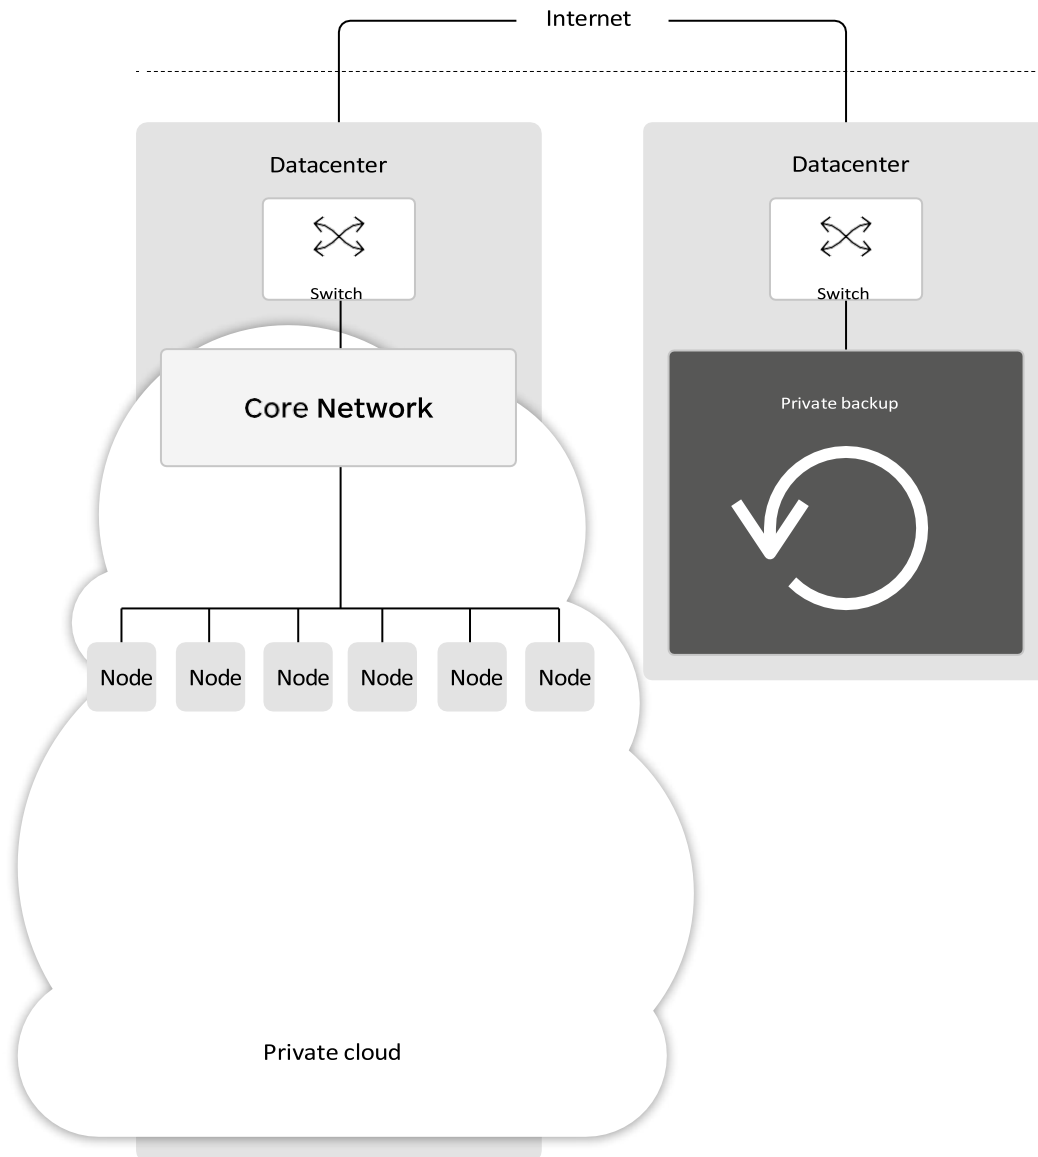 Internet
Datacenter
Datacenter
Switch
Switch
Core Network
Private backup
Node Node Node Node Node Node
Private cloud